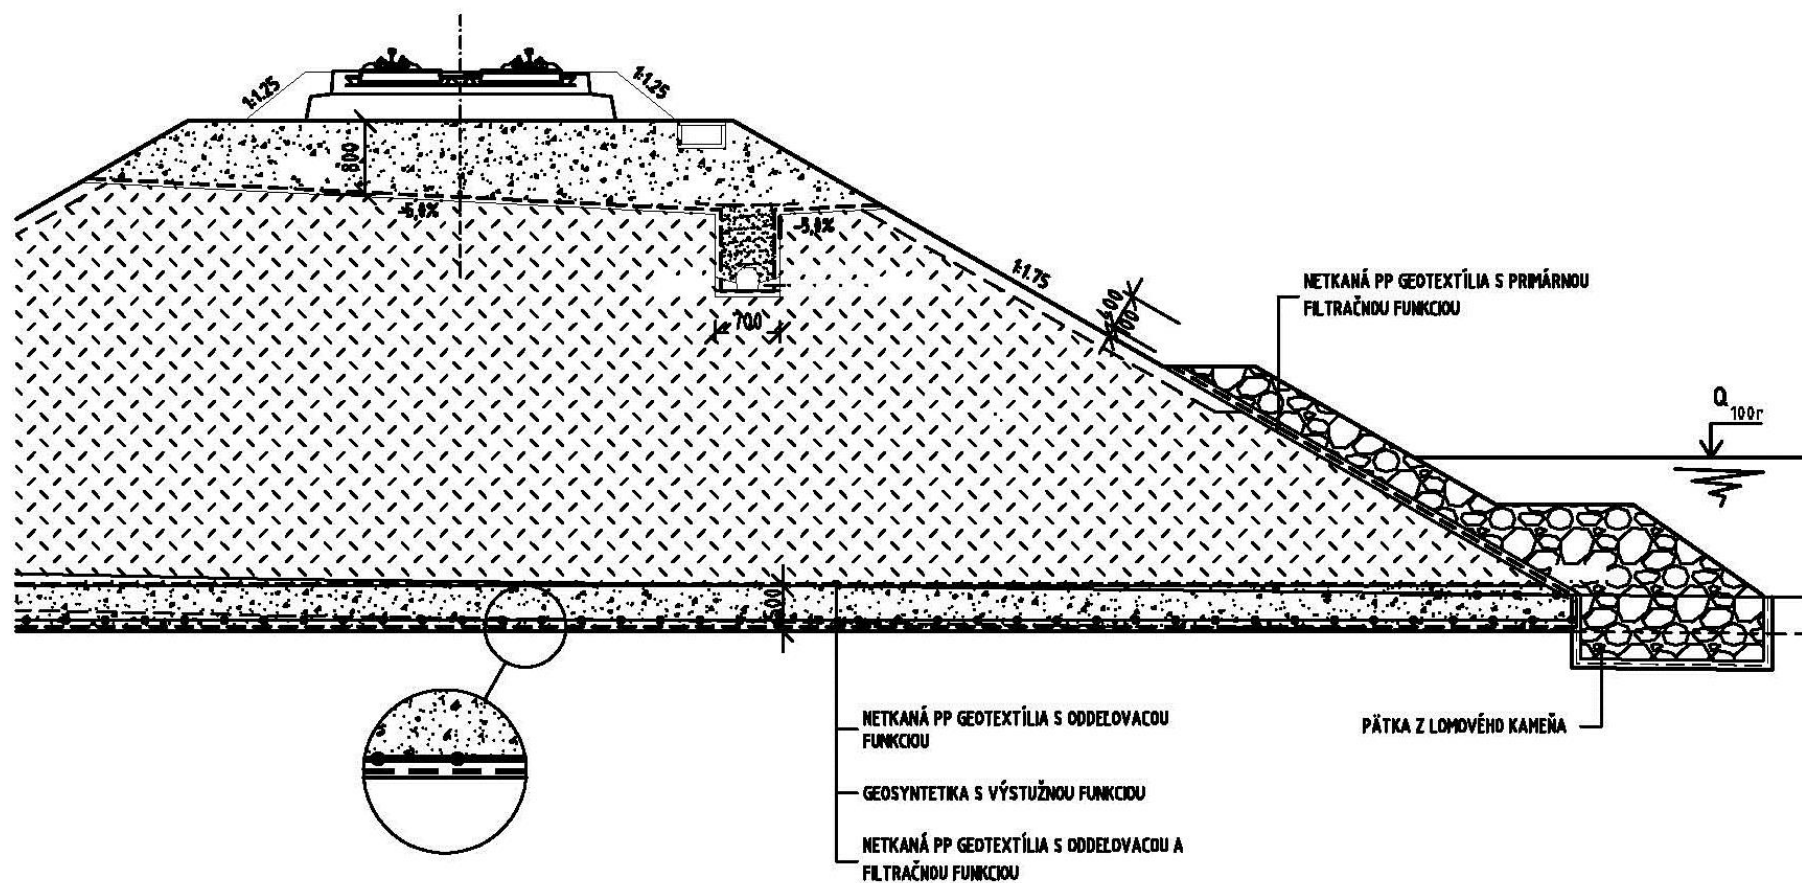 1:1.25
1:1.25
800
-5,0%
-5,0%
700
1:1.75
100
NETKANÁ PP GEOTEXTÍLIA S PRIMÁRNOU
FILTRAČNOU FUNKCIOU
Q 100r
NETKANÁ PP GEOTEXTÍLIA S ODDEĽOVACOU
FUNKCIOU
GEOSYNTETIKA S VÝSTUŽNOU FUNKCIOU
NETKANÁ PP GEOTEXTÍLIA S ODDEĽOVACOU A
FILTRAČNOU FUNKCIOU
PÄTKA Z LOMOVÉHO KAMEŇA